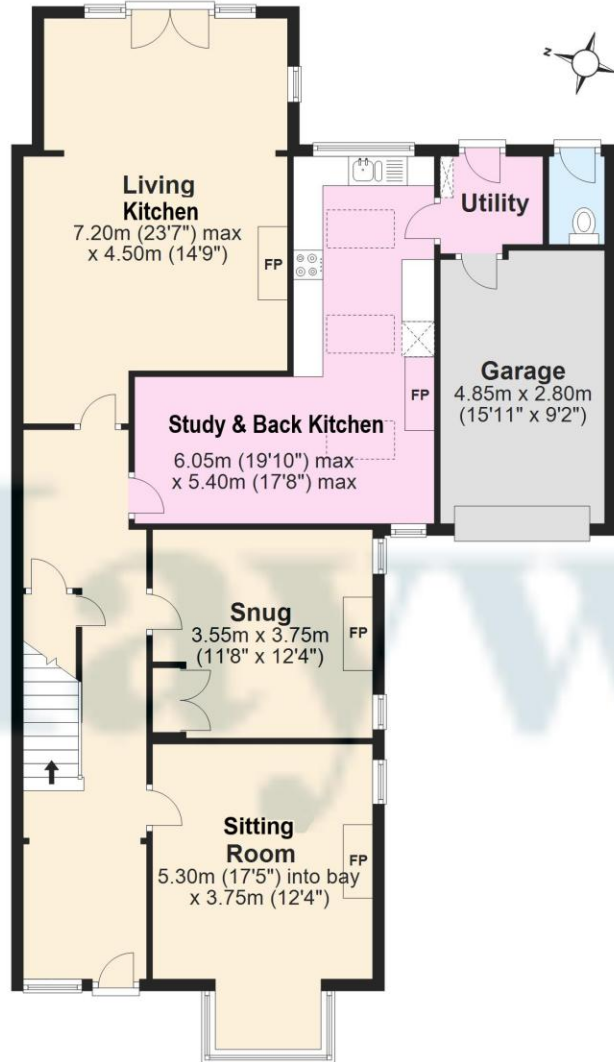 z
Living
Kitchen
7.20m (23'7") max
x 4.50m (14'9")
FP
Utility
Garage
4.85m x 2.80m
(15'11" x 9'2")
Study & Back Kitchen
6.05m (19'10") max
x 5.40m (17'8") max
FP
Snug
3.55m x 3.75m
(11'8" x 12'4")
FP
Sitting
Room
5.30m (17'5") into bay
x 3.75m (12'4")
FP